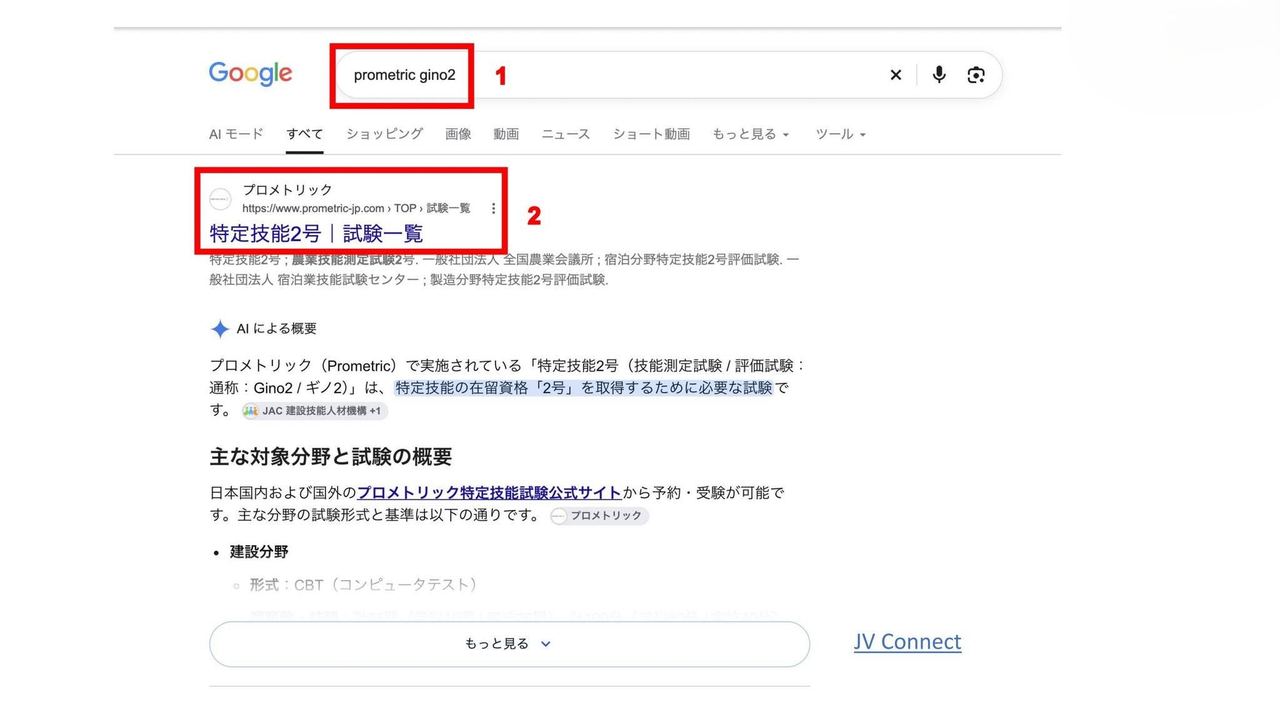 Google
prometric gino2
1
AI モード すべて ショッピング 画像 動画 ニュース ショート動画 もっと見る ツール
プロメトリック
https://www.prometric-jp.com › TOP › 試験一覧
2
特定技能2号｜試験一覧
特定技能2号 ; 農業技能測定試験2号. 一般社団法人 全国農業会議所 ; 宿泊分野特定技能2号評価試験. 一
般社団法人 宿泊業技能試験センター ; 製造分野特定技能2号評価試験.
AI による概要
プロメトリック（Prometric）で実施されている「特定技能2号（技能測定試験 / 評価試験：
通称：Gino2 / ギノ2）」は、特定技能の在留資格「2号」を取得するために必要な試験で
す。 JAC 建設技能人材機構 +1
主な対象分野と試験の概要
日本国内および国外のプロメトリック特定技能試験公式サイトから予約・受験が可能で
す。主な分野の試験形式と基準は以下の通りです。 プロメトリック
• 建設分野
形式：CBT（コンピュータテスト）
もっと見る
JV Connect